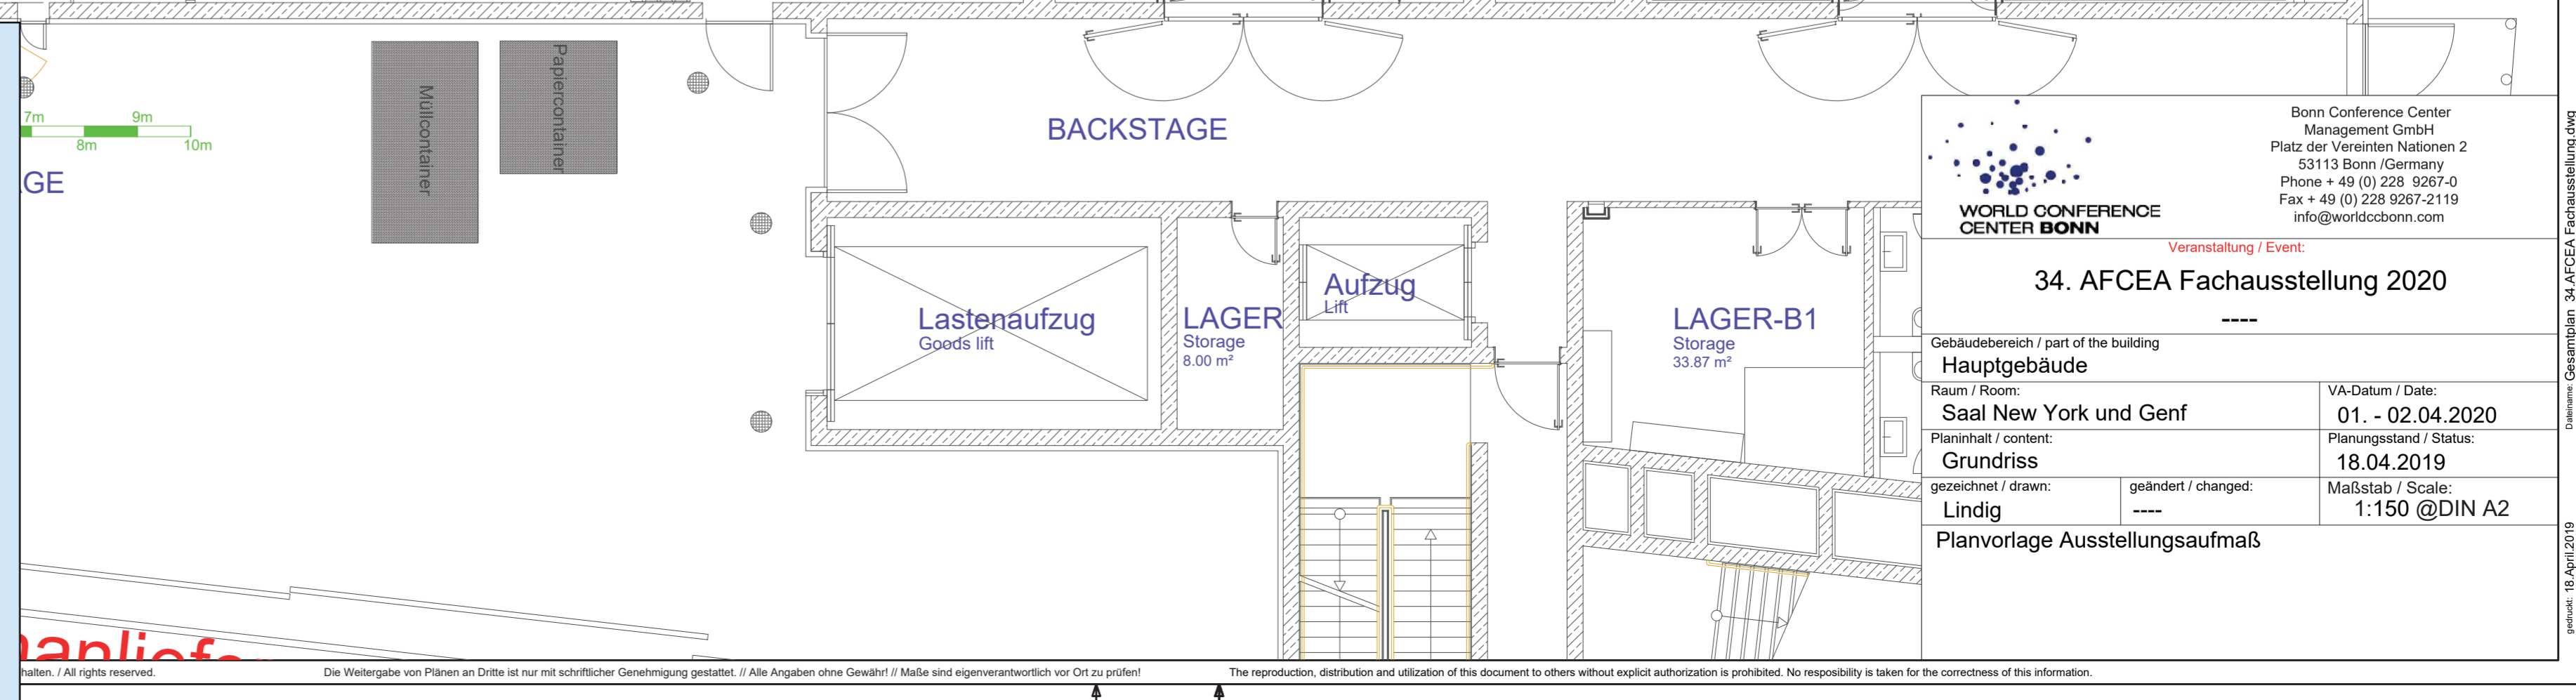 7m
9m
8m
10m
GE
Müllcontainer
Papiercontainer
BACKSTAGE
Lastenaufzug
Goods lift
LAGER
Storage
8.00 m²
Aufzug
Lift
LAGER-B1
Storage
33.87 m²
WORLD CONFERENCE
CENTER BONN
Bonn Conference Center
Management GmbH
Platz der Vereinten Nationen 2
53113 Bonn /Germany
Phone + 49 (0) 228  9267-0
Fax + 49 (0) 228 9267-2119
info@worldccbonn.com
Veranstaltung / Event:
34. AFCEA Fachausstellung 2020
----
Gebäudebereich / part of the building
Hauptgebäude
Raum / Room:
Saal New York und Genf
VA-Datum / Date:
01. - 02.04.2020
Planinhalt / content:
Grundriss
Planungsstand / Status:
18.04.2019
gezeichnet / drawn:
Lindig
geändert / changed:
----
Maßstab / Scale:
1:150 @DIN A2
Planvorlage Ausstellungsaufmaß
Dateiname: Gesamtplan  34.AFCEA Fachausstellung.dwg
gedruckt: 18.April.2019
halten. / All rights reserved.
Die Weitergabe von Plänen an Dritte ist nur mit schriftlicher Genehmigung gestattet. // Alle Angaben ohne Gewähr! // Maße sind eigenverantwortlich vor Ort zu prüfen!
The reproduction, distribution and utilization of this document to others without explicit authorization is prohibited. No resposibility is taken for the correctness of this information.